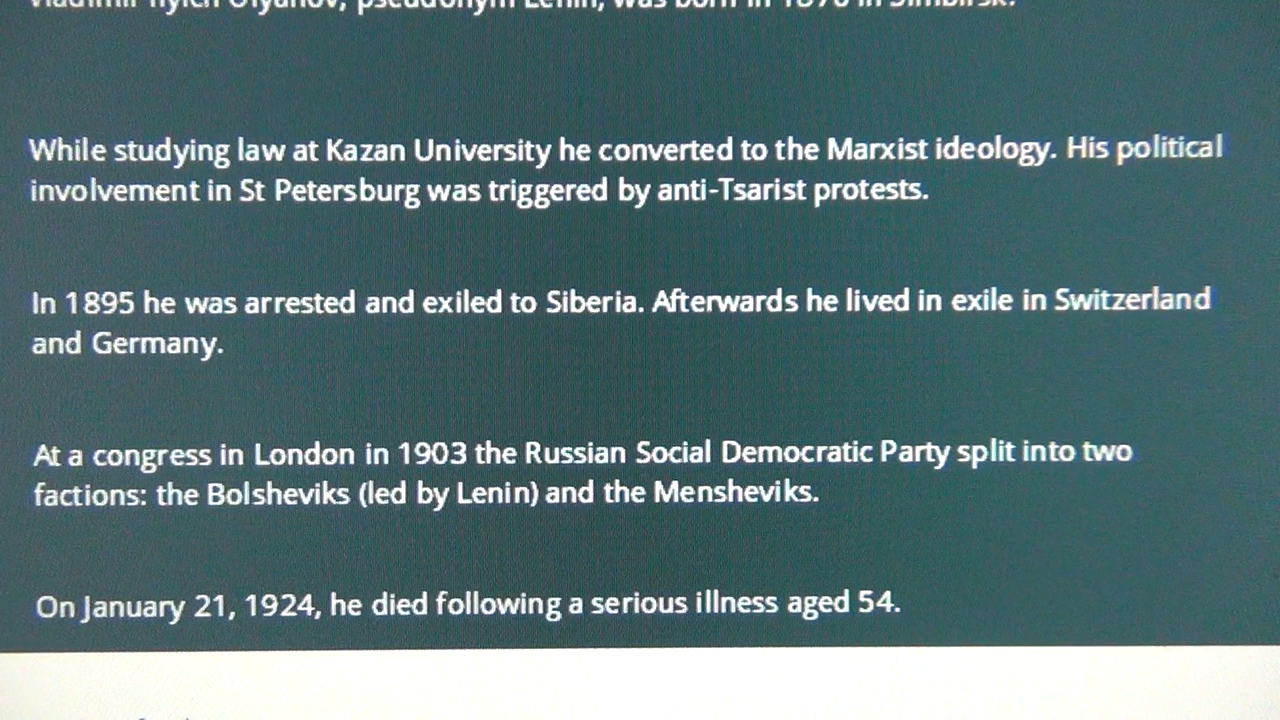 Vladimir Ilyich Ulyanov, pseudonym Lenin, was born in 1870 in Simbirsk.
While studying law at Kazan University he converted to the Marxist ideology. His political
involvement in St Petersburg was triggered by anti-Tsarist protests.
In 1895 he was arrested and exiled to Siberia. Afterwards he lived in exile in Switzerland
and Germany.
At a congress in London in 1903 the Russian Social Democratic Party split into two
factions: the Bolsheviks (led by Lenin) and the Mensheviks.
On January 21, 1924, he died following a serious illness aged 54.